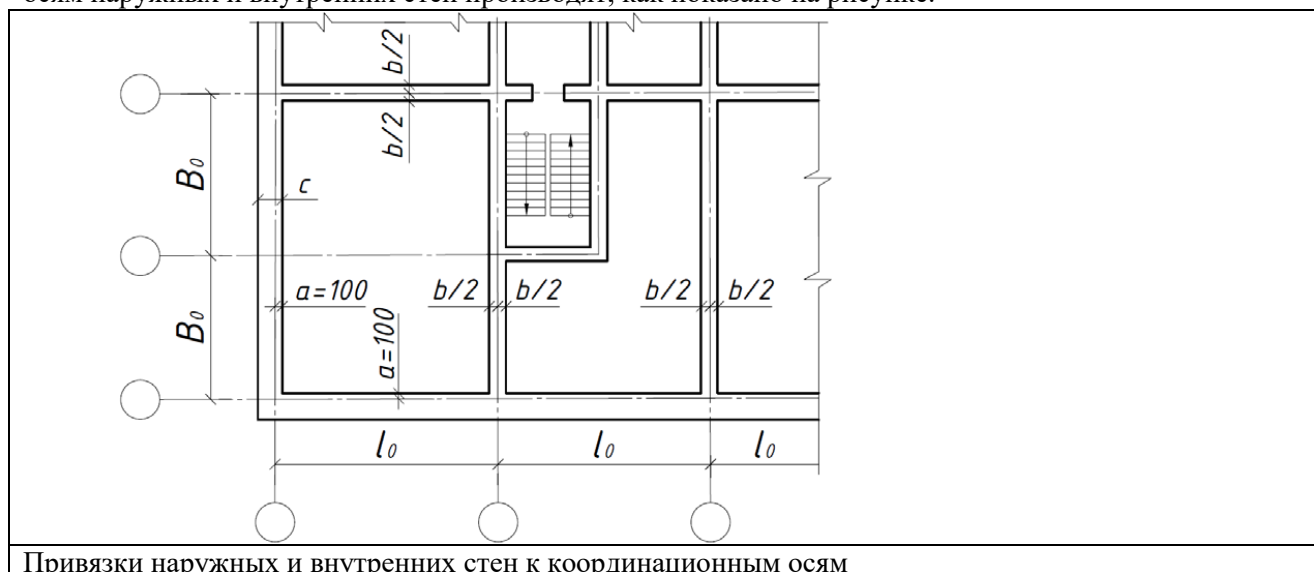 осям наружных и внутренних стен производят, как показано на рисунке.
b/2
b/2
B₀
c
a=100
b/2
b/2
b/2
b/2
B₀
a=100
l₀
l₀
l₀
Привязки наружных и внутренних стен к координационным осям